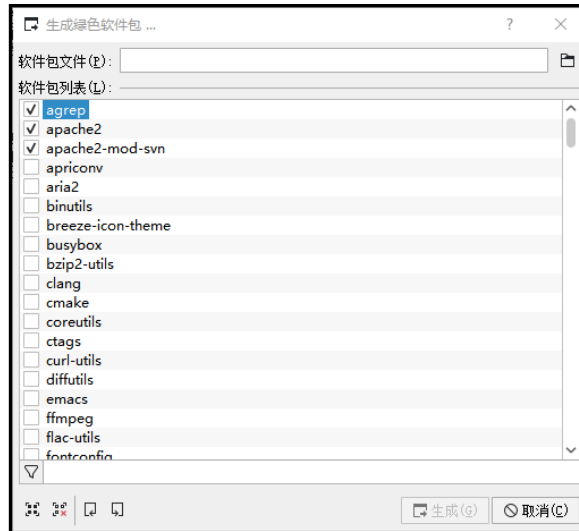 生成绿色软件包 ...
软件包文件(P):
软件包列表(L):
agrep
apache2
apache2-mod-svn
apriconv
aria2
binutils
breeze-icon-theme
busybox
bzip2-utils
clang
cmake
coreutils
ctags
curl-utils
diffutils
emacs
ffmpeg
flac-utils
fontconfig
生成(G) 取消(C)